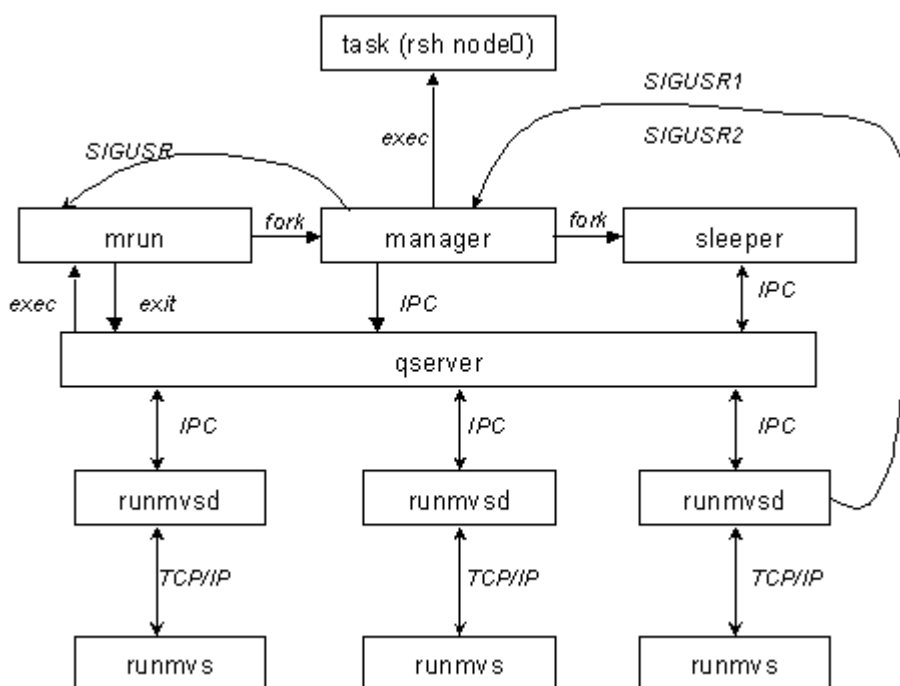 task (rsh node0)
SIGUSR1
exec
SIGUSR2
SIGUSR
mrun
fork
manager
fork
sleeper
exec
exit
IPC
IPC
qserver
IPC
IPC
IPC
runmvsd
runmvsd
runmvsd
TCP/IP
TCP/IP
TCP/IP
runmvs
runmvs
runmvs